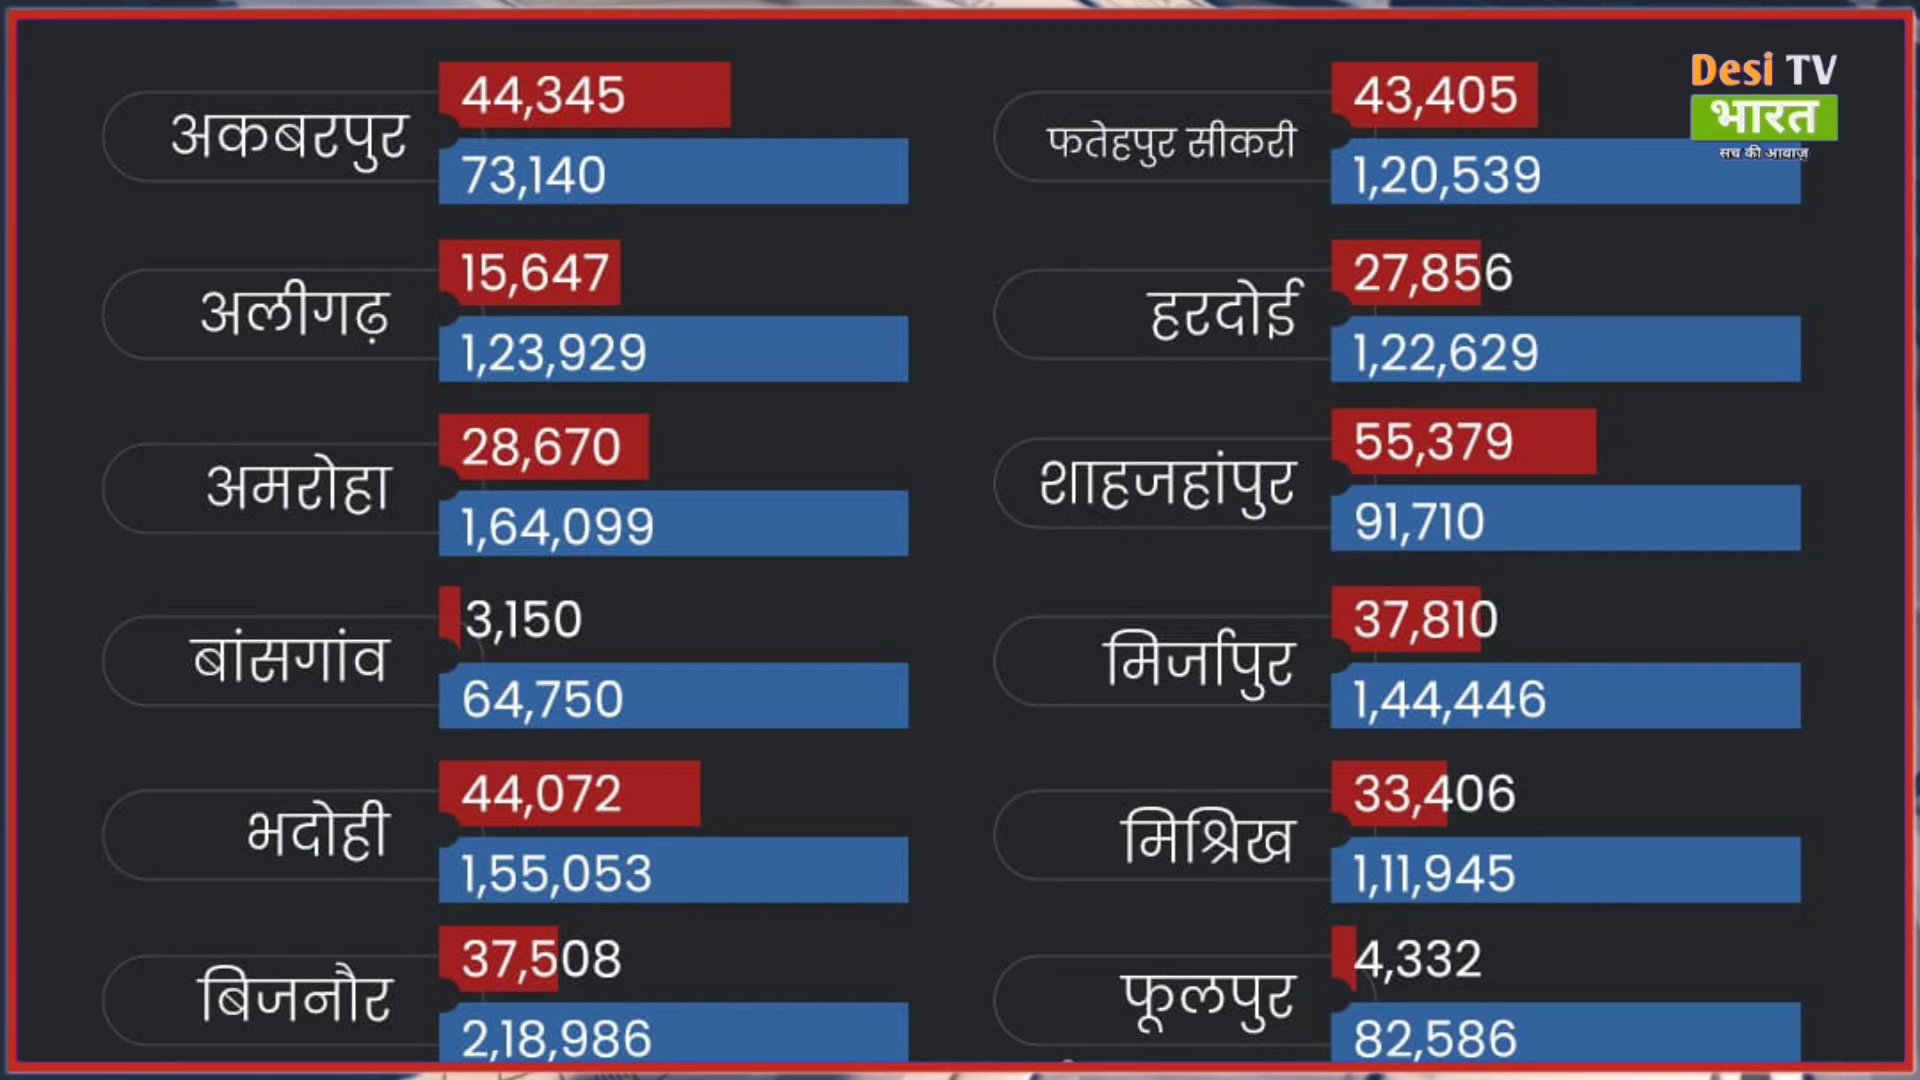 अकबरपुर
44,345
73,140
अलीगढ़
15,647
1,23,929
अमरोहा
28,670
1,64,099
बांसगांव
3,150
64,750
भदोही
44,072
1,55,053
बिजनौर
37,508
2,18,986
फतेहपुर सीकरी
43,405
1,20,539
हरदोई
27,856
1,22,629
शाहजहांपुर
55,379
91,710
मिर्जापुर
37,810
1,44,446
मिश्रिख
33,406
1,11,945
फूलपुर
4,332
82,586
Desi TV
भारत
सच की आवाज़